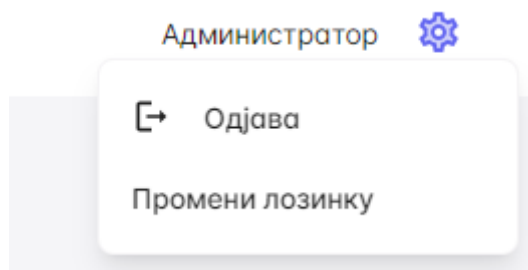 Администратор
Одјава
Промени лозинку